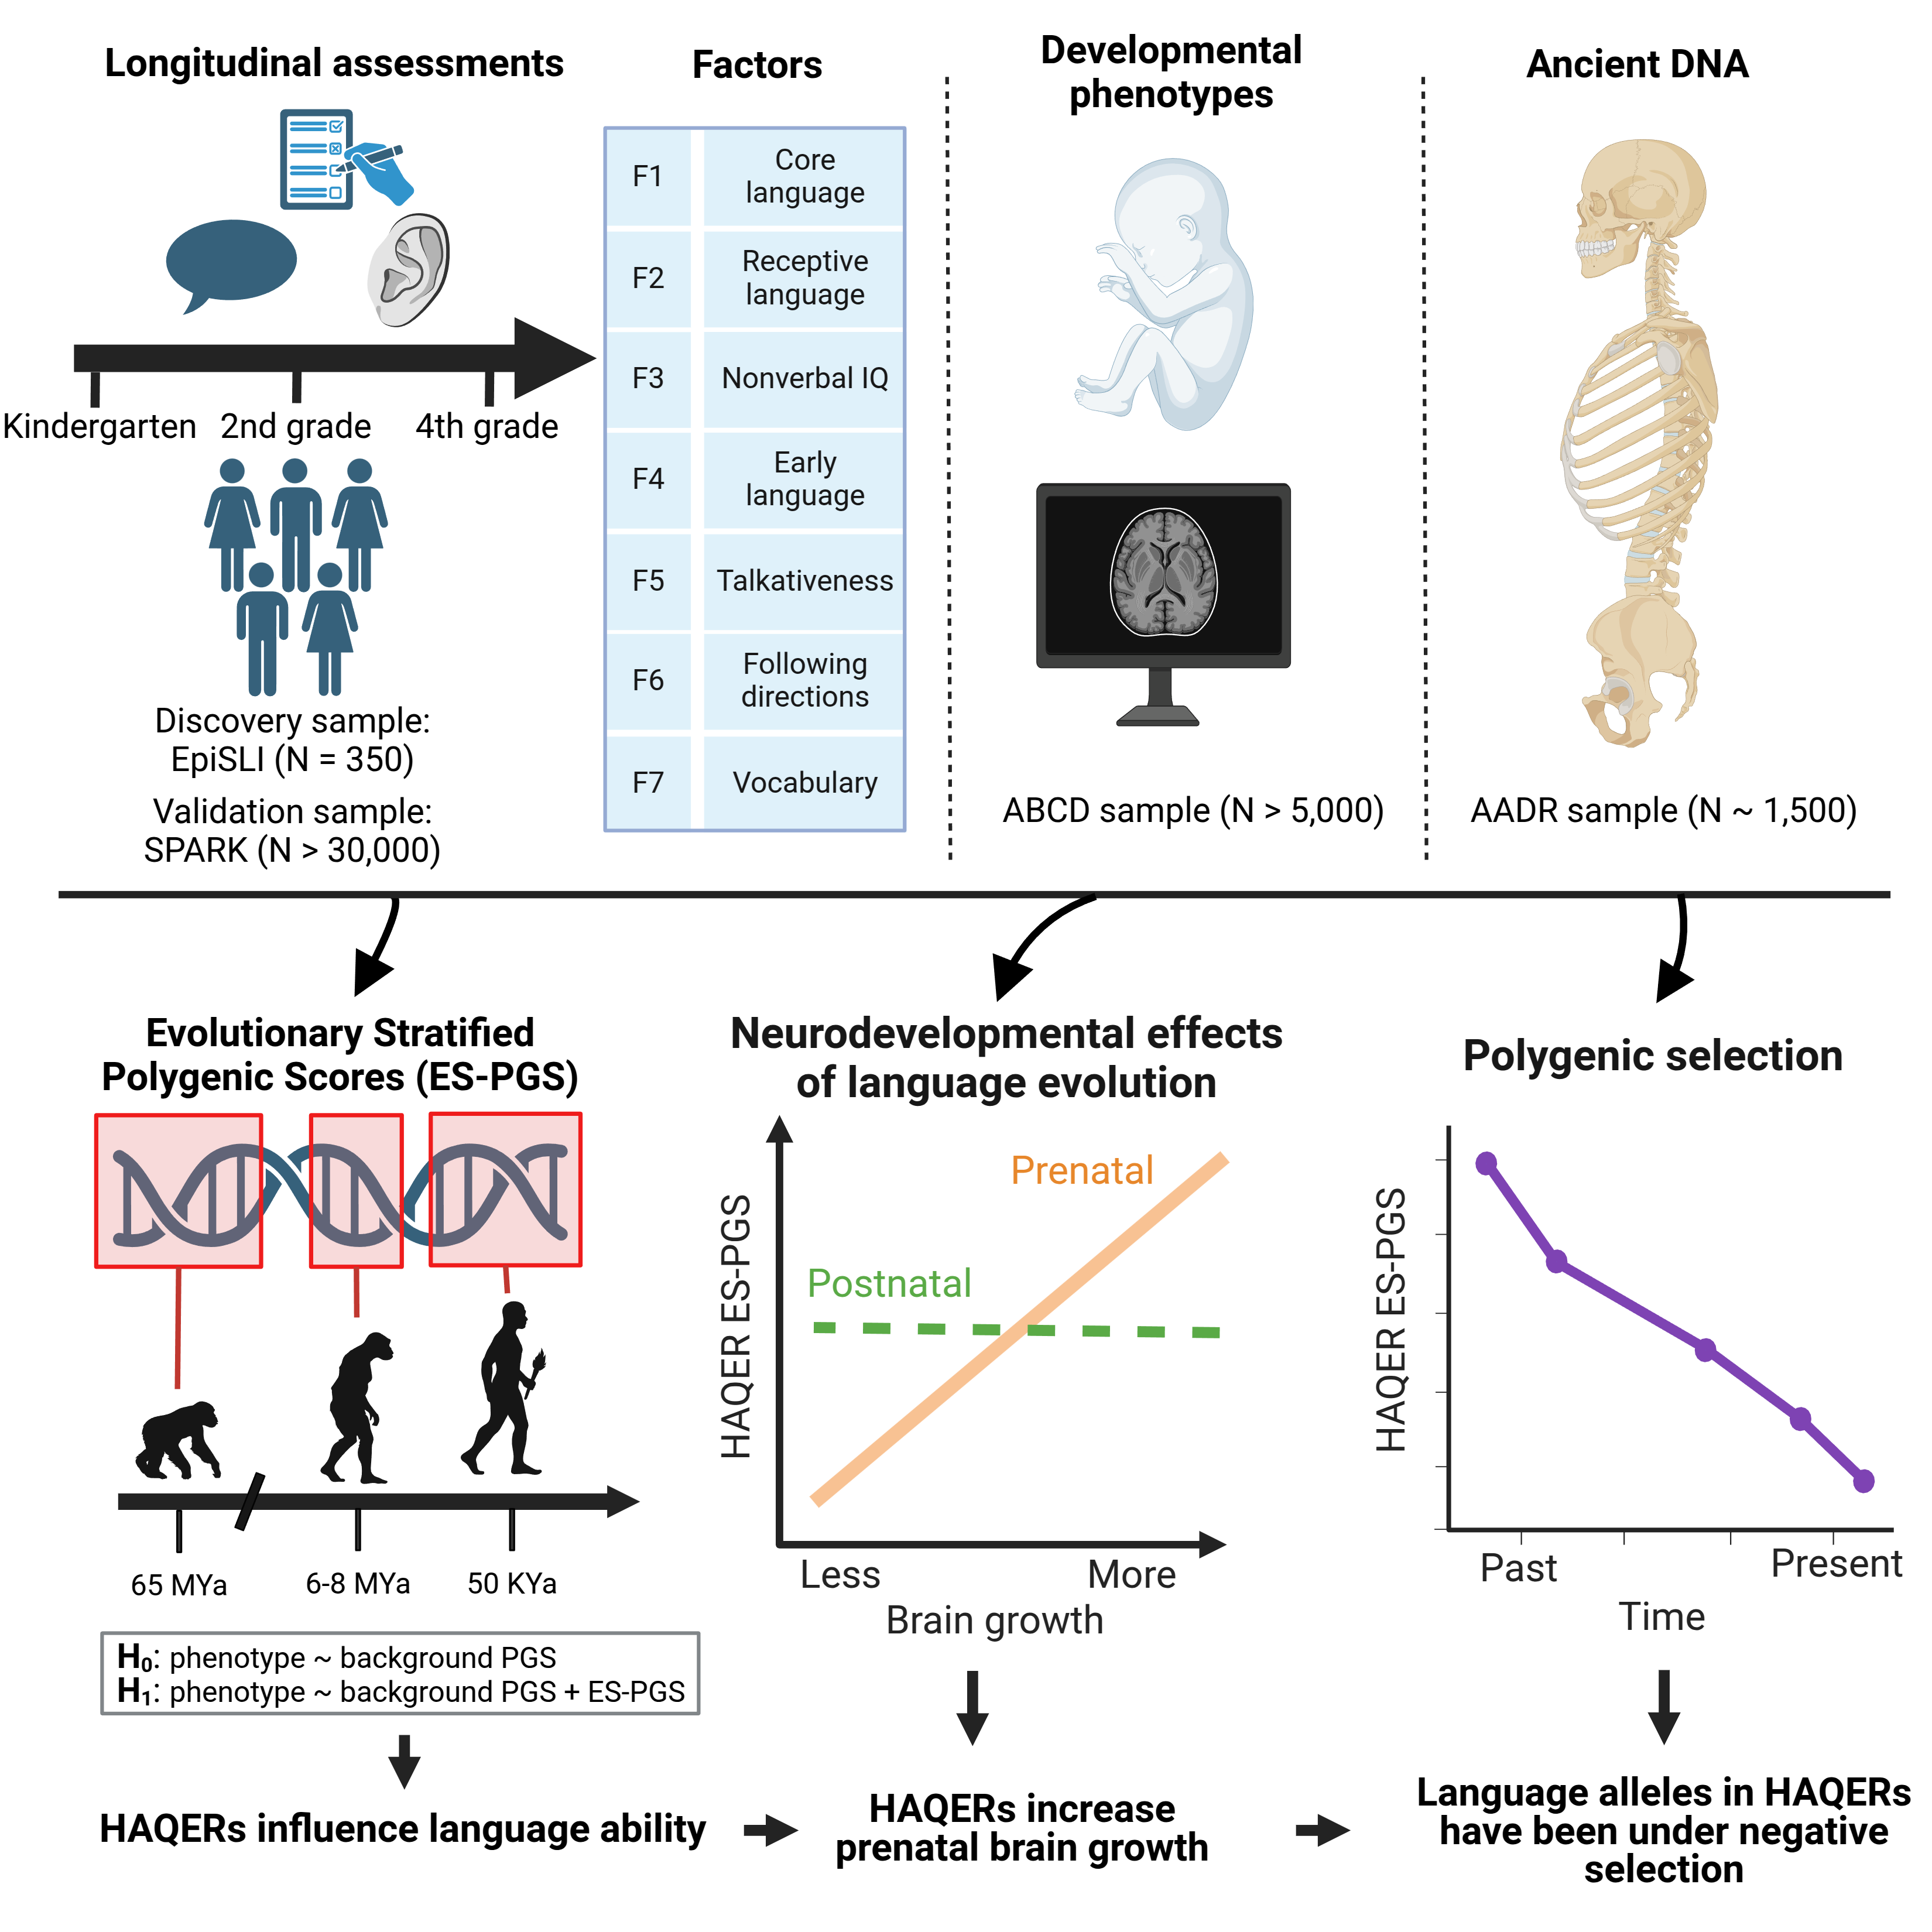 Longitudinal assessments
Kindergarten
2nd grade
4th grade
Discovery sample:
EpiSLI (N = 350)
Validation sample:
SPARK (N > 30,000)
Factors
F1
Core
language
F2
Receptive
language
F3
Nonverbal IQ
F4
Early
language
F5
Talkativeness
F6
Following
directions
F7
Vocabulary
Developmental
phenotypes
ABCD sample (N > 5,000)
Ancient DNA
AADR sample (N ~ 1,500)
Evolutionary Stratified
Polygenic Scores (ES-PGS)
65 MYa
6-8 MYa
50 KYa
H₀: phenotype ~ background PGS
H₁: phenotype ~ background PGS + ES-PGS
HAQERs influence language ability
Neurodevelopmental effects
of language evolution
HAQER ES-PGS
Prenatal
Postnatal
Less
More
Brain growth
HAQERs increase
prenatal brain growth
Polygenic selection
HAQER ES-PGS
Past
Present
Time
Language alleles in HAQERs
have been under negative
selection